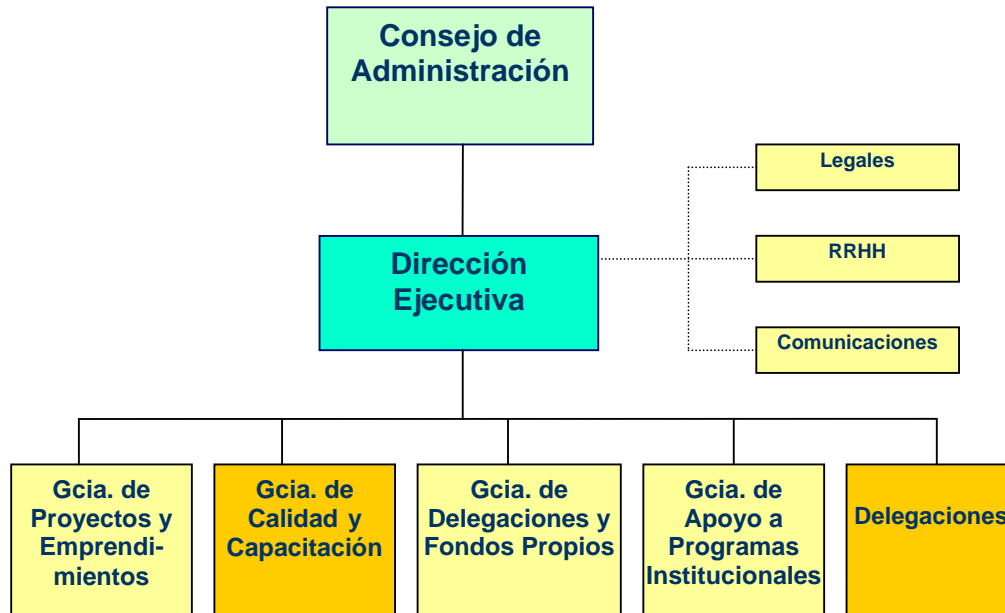 Consejo de
Administración
Legales
Dirección
Ejecutiva
RRHH
Comunicaciones
Gcia. de
Proyectos y
Emprendi-
mientos
Gcia. de
Calidad y
Capacitación
Gcia. de
Delegaciones y
Fondos Propios
Gcia. de
Apoyo a
Programas
Institucionales
Delegaciones